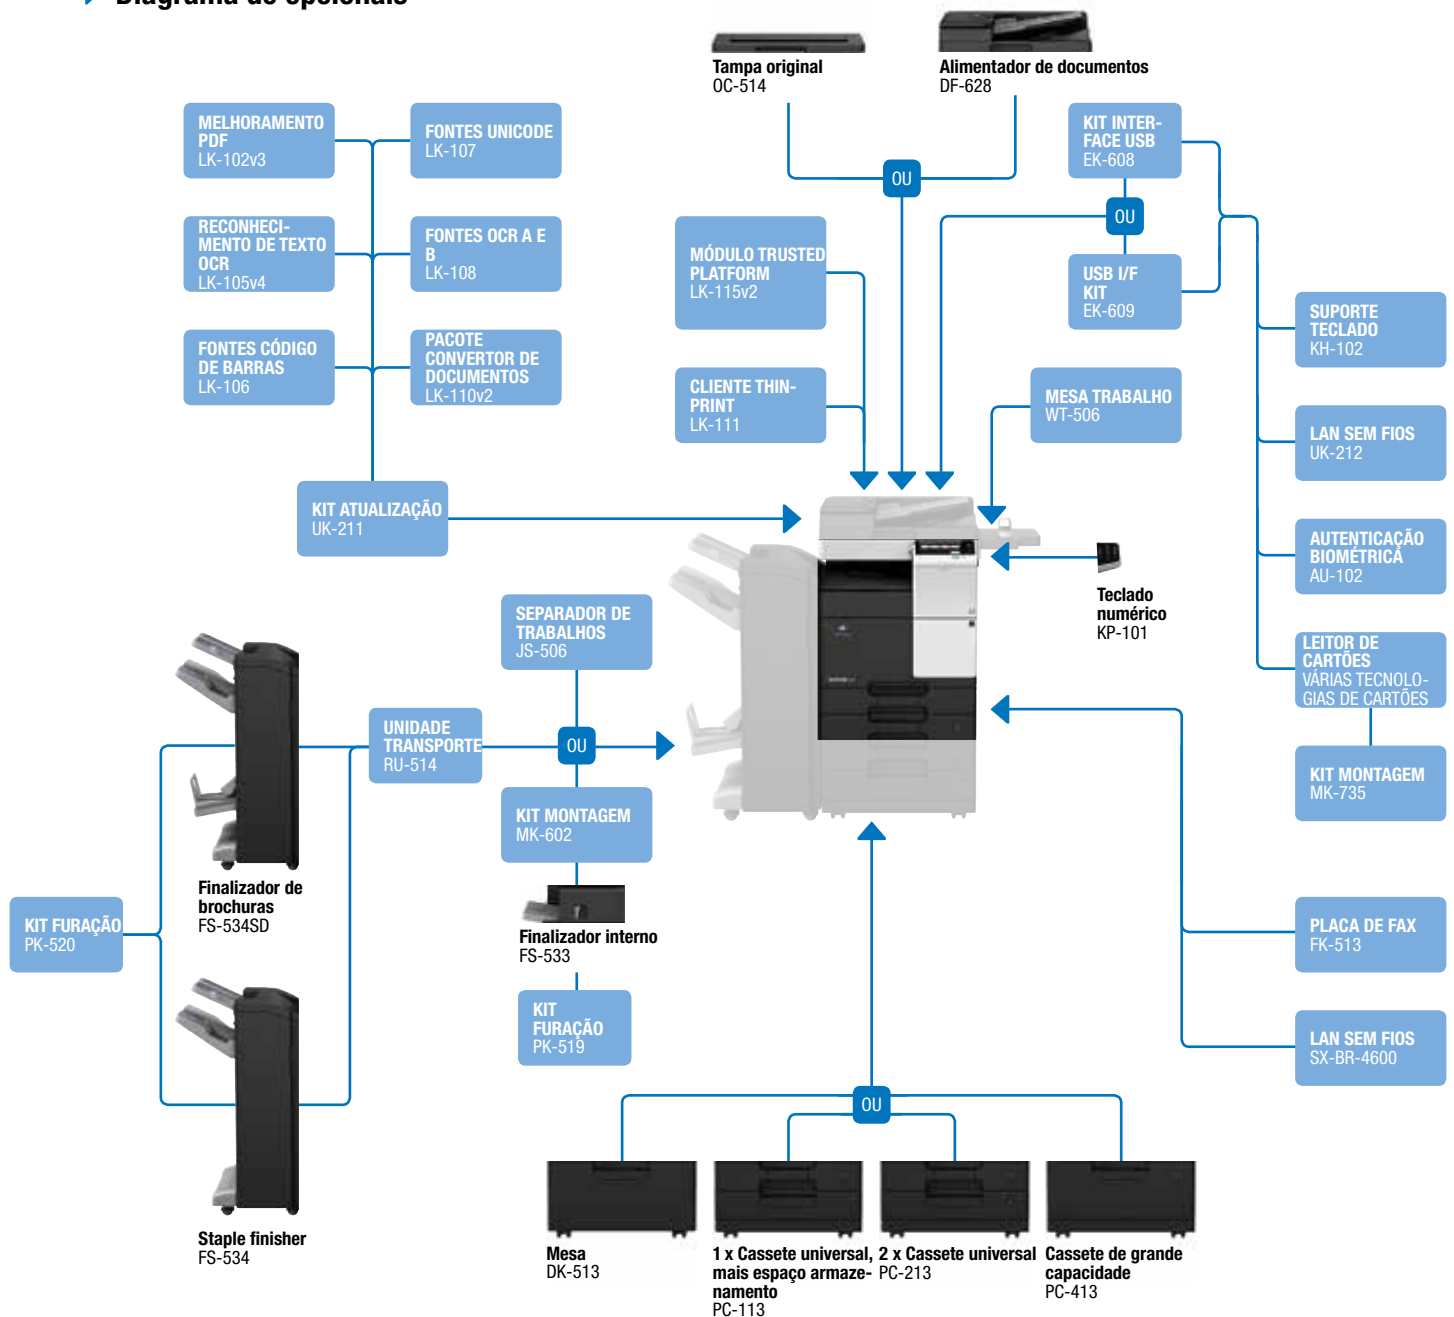 Diagrama de opcionais
Tampa original
OC-514
Alimentador de documentos
DF-628
MELHORAMENTO
PDF
LK-102v3
FONTES UNICODE
LK-107
KIT INTER-
FACE USB
EK-608
OU
OU
RECONHECI-
MENTO DE TEXTO
OCR
LK-105v4
FONTES OCR A E
B
LK-108
MÓDULO TRUSTED
PLATFORM
LK-115v2
USB I/F
KIT
EK-609
SUPORTE
TECLADO
KH-102
FONTES CÓDIGO
DE BARRAS
LK-106
PACOTE
CONVERTOR DE
DOCUMENTOS
LK-110v2
CLIENTE THIN-
PRINT
LK-111
MESA TRABALHO
WT-506
LAN SEM FIOS
UK-212
KIT ATUALIZAÇÃO
UK-211
AUTENTICAÇÃO
BIOMÉTRICA
AU-102
Teclado
numérico
KP-101
SEPARADOR DE
TRABALHOS
JS-506
LEITOR DE
CARTÕES
VÁRIAS TECNOLO-
GIAS DE CARTÕES
UNIDADE
TRANSPORTE
RU-514
OU
KIT MONTAGEM
MK-735
KIT MONTAGEM
MK-602
Finalizador de
brochuras
FS-534SD
KIT FURAÇÃO
PK-520
Finalizador interno
FS-533
PLACA DE FAX
FK-513
KIT
FURAÇÃO
PK-519
LAN SEM FIOS
SX-BR-4600
OU
Staple finisher
FS-534
Mesa
DK-513
1 x Cassete universal,
mais espaço armaze-
namento
PC-113
2 x Cassete universal
PC-213
Cassete de grande
capacidade
PC-413